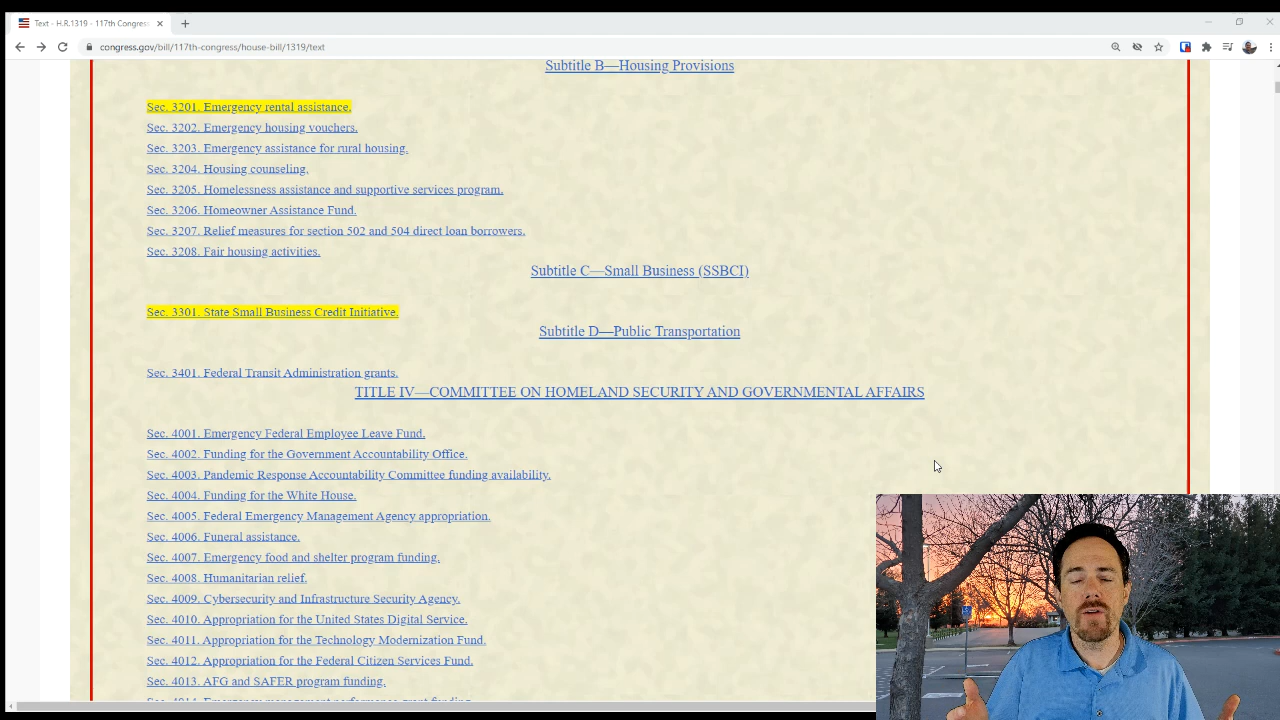 Text - H.R.1319 - 117th Congress
congress.gov/bill/117th-congress/house-bill/1319/text
Subtitle B—Housing Provisions
Sec. 3201. Emergency rental assistance.
Sec. 3202. Emergency housing vouchers.
Sec. 3203. Emergency assistance for rural housing.
Sec. 3204. Housing counseling.
Sec. 3205. Homelessness assistance and supportive services program.
Sec. 3206. Homeowner Assistance Fund.
Sec. 3207. Relief measures for section 502 and 504 direct loan borrowers.
Sec. 3208. Fair housing activities.
Subtitle C—Small Business (SSBCI)
Sec. 3301. State Small Business Credit Initiative.
Subtitle D—Public Transportation
Sec. 3401. Federal Transit Administration grants.
TITLE IV—COMMITTEE ON HOMELAND SECURITY AND GOVERNMENTAL AFFAIRS
Sec. 4001. Emergency Federal Employee Leave Fund.
Sec. 4002. Funding for the Government Accountability Office.
Sec. 4003. Pandemic Response Accountability Committee funding availability.
Sec. 4004. Funding for the White House.
Sec. 4005. Federal Emergency Management Agency appropriation.
Sec. 4006. Funeral assistance.
Sec. 4007. Emergency food and shelter program funding.
Sec. 4008. Humanitarian relief.
Sec. 4009. Cybersecurity and Infrastructure Security Agency.
Sec. 4010. Appropriation for the United States Digital Service.
Sec. 4011. Appropriation for the Technology Modernization Fund.
Sec. 4012. Appropriation for the Federal Citizen Services Fund.
Sec. 4013. AFG and SAFER program funding.
Sec. 4014. Emergency management performance grant funding.